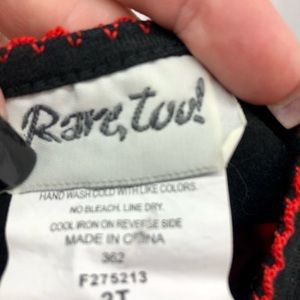 Rare, too!
HAND WASH COLD WITH LIKE COLORS.
NO BLEACH. LINE DRY.
COOL IRON ON REVERSE SIDE
MADE IN CHINA
362
F275213
2T